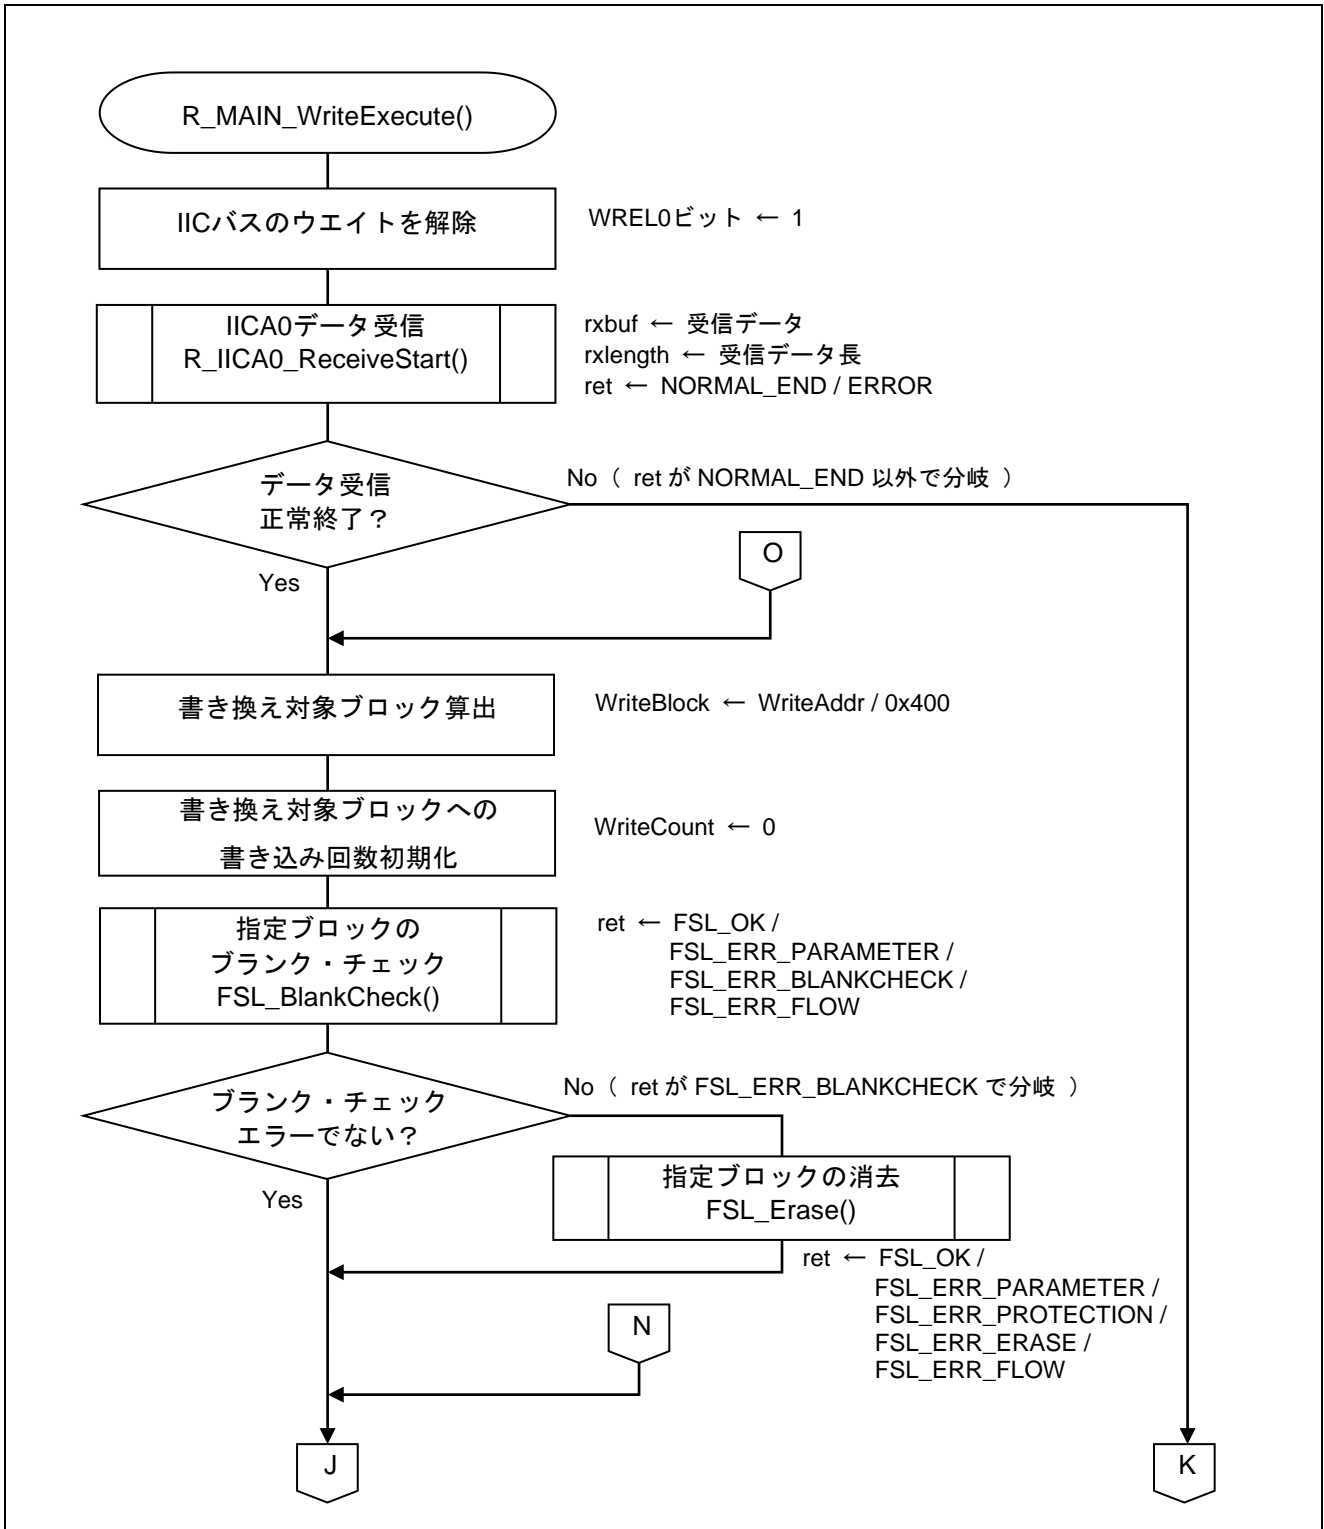 R_MAIN_WriteExecute()
IICバスのウエイトを解除
WREL0ビット ← 1
IICA0データ受信
R_IICA0_ReceiveStart()
rxbuf ← 受信データ
rxlength ← 受信データ長
ret ← NORMAL_END / ERROR
データ受信
正常終了？
No（ ret が NORMAL_END 以外で分岐 ）
Yes
O
書き換え対象ブロック算出
WriteBlock ← WriteAddr / 0x400
書き換え対象ブロックへの
書き込み回数初期化
WriteCount ← 0
指定ブロックの
ブランク・チェック
FSL_BlankCheck()
ret ← FSL_OK /
FSL_ERR_PARAMETER /
FSL_ERR_BLANKCHECK /
FSL_ERR_FLOW
ブランク・チェック
エラーでない？
No（ ret が FSL_ERR_BLANKCHECK で分岐 ）
Yes
指定ブロックの消去
FSL_Erase()
ret ← FSL_OK /
FSL_ERR_PARAMETER /
FSL_ERR_PROTECTION /
FSL_ERR_ERASE /
FSL_ERR_FLOW
N
J
K